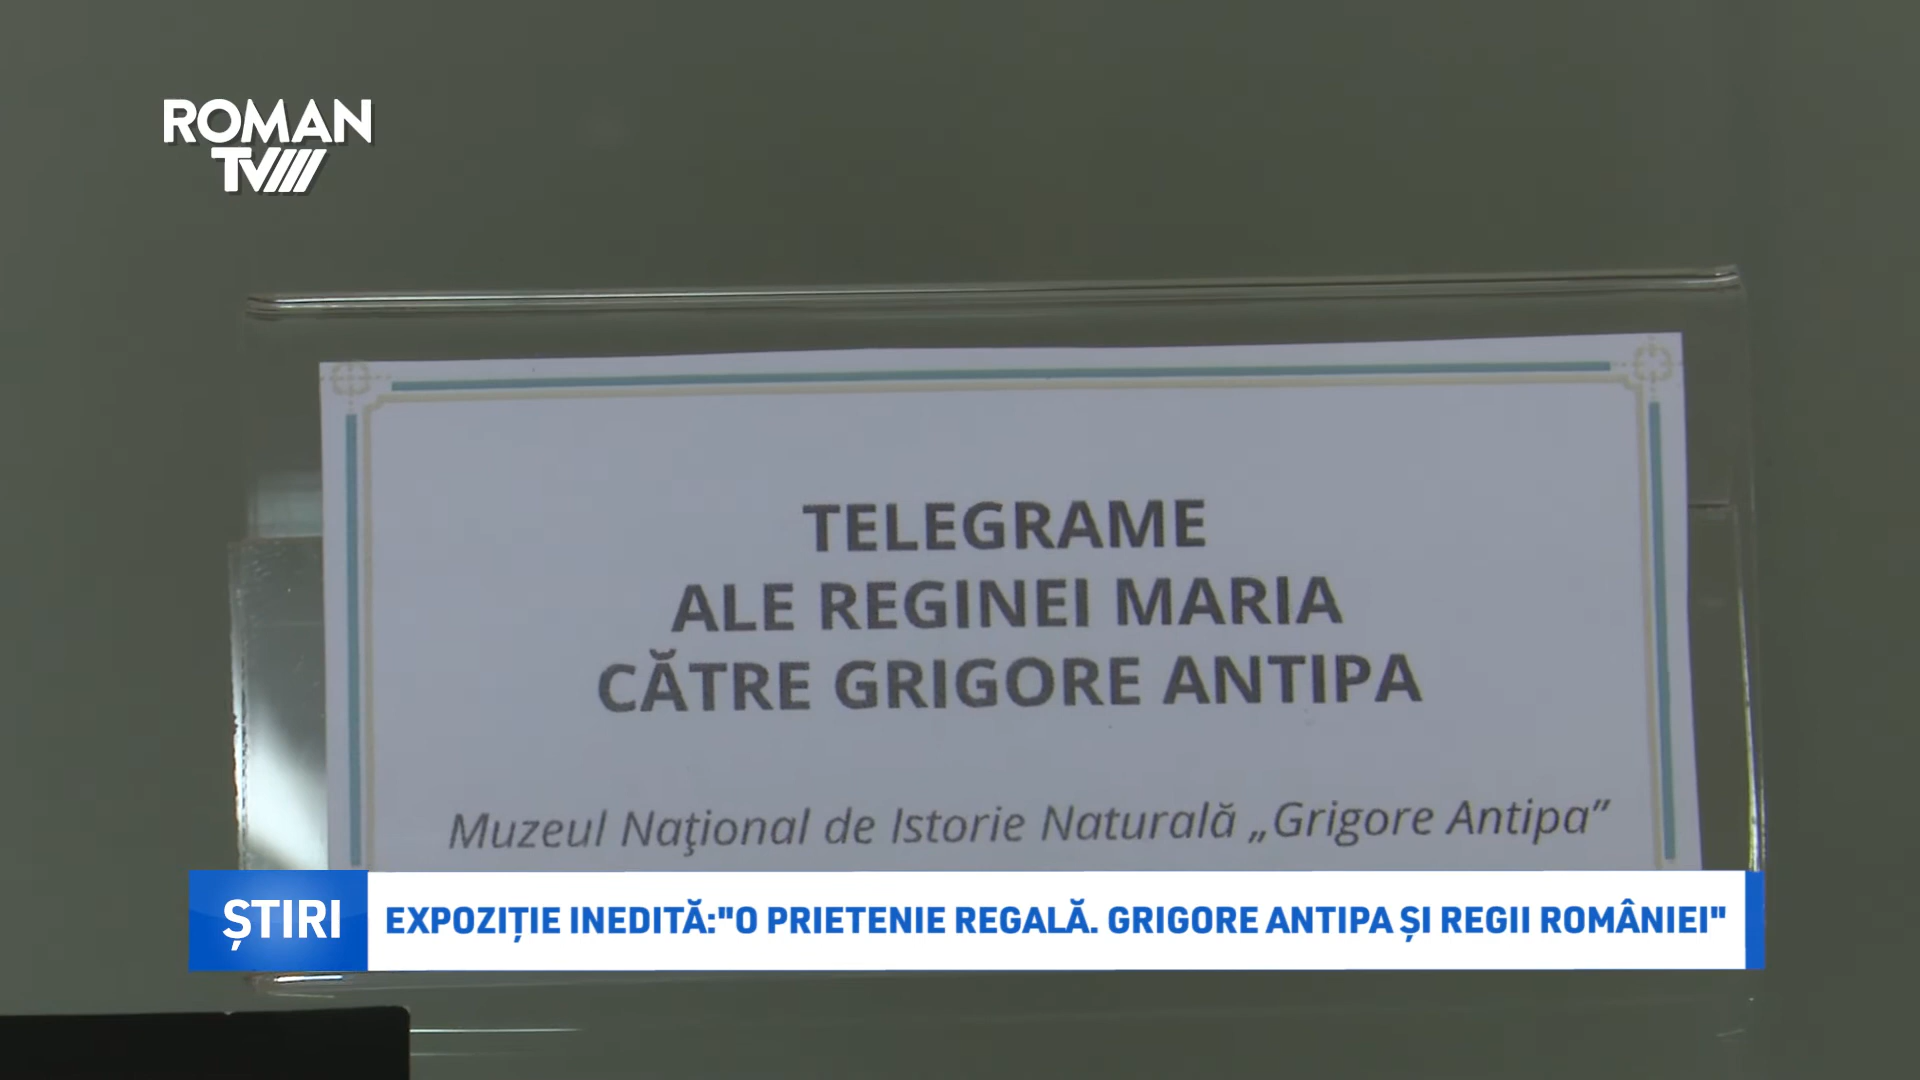 ROMAN
TV
TELEGRAME
ALE REGINEI MARIA
CĂTRE GRIGORE ANTIPA
Muzeul Naţional de Istorie Naturală „Grigore Antipa”
ȘTIRI
EXPOZIȚIE INEDITĂ:"O PRIETENIE REGALĂ. GRIGORE ANTIPA ȘI REGII ROMÂNIEI"